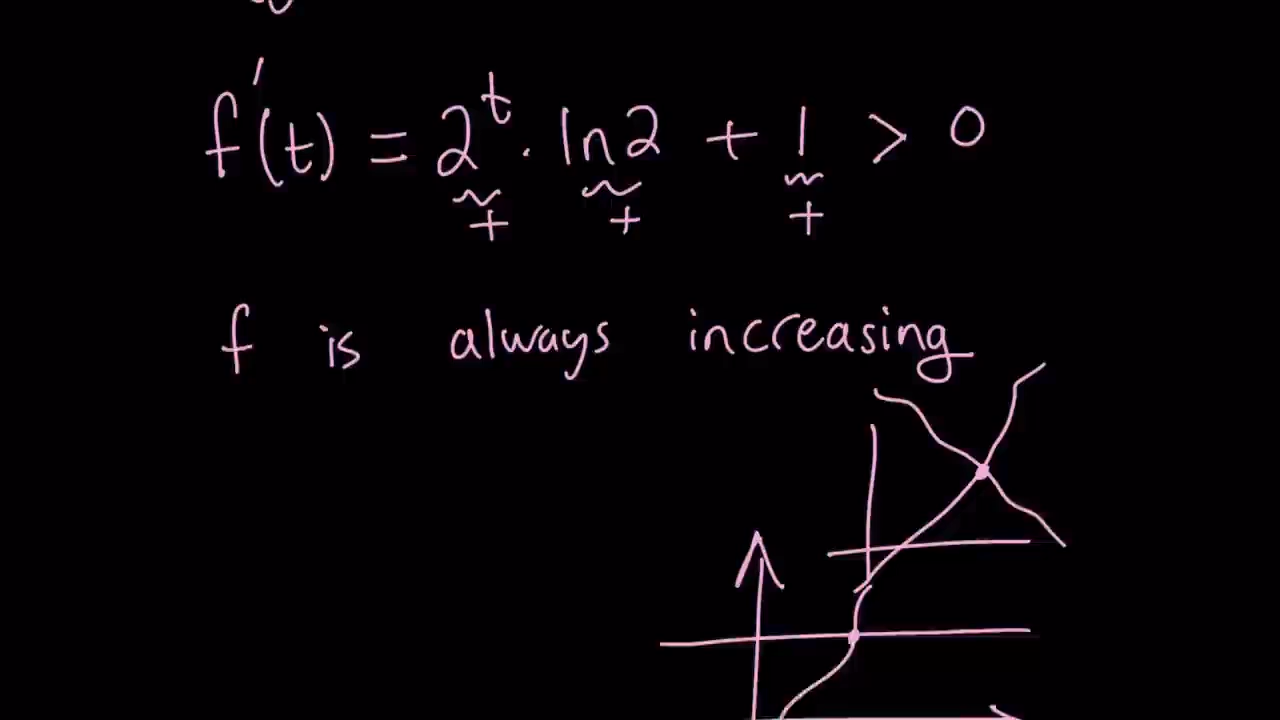 f'(t) = 2^t · ln2 + 1 > 0
+ + +
f is always increasing